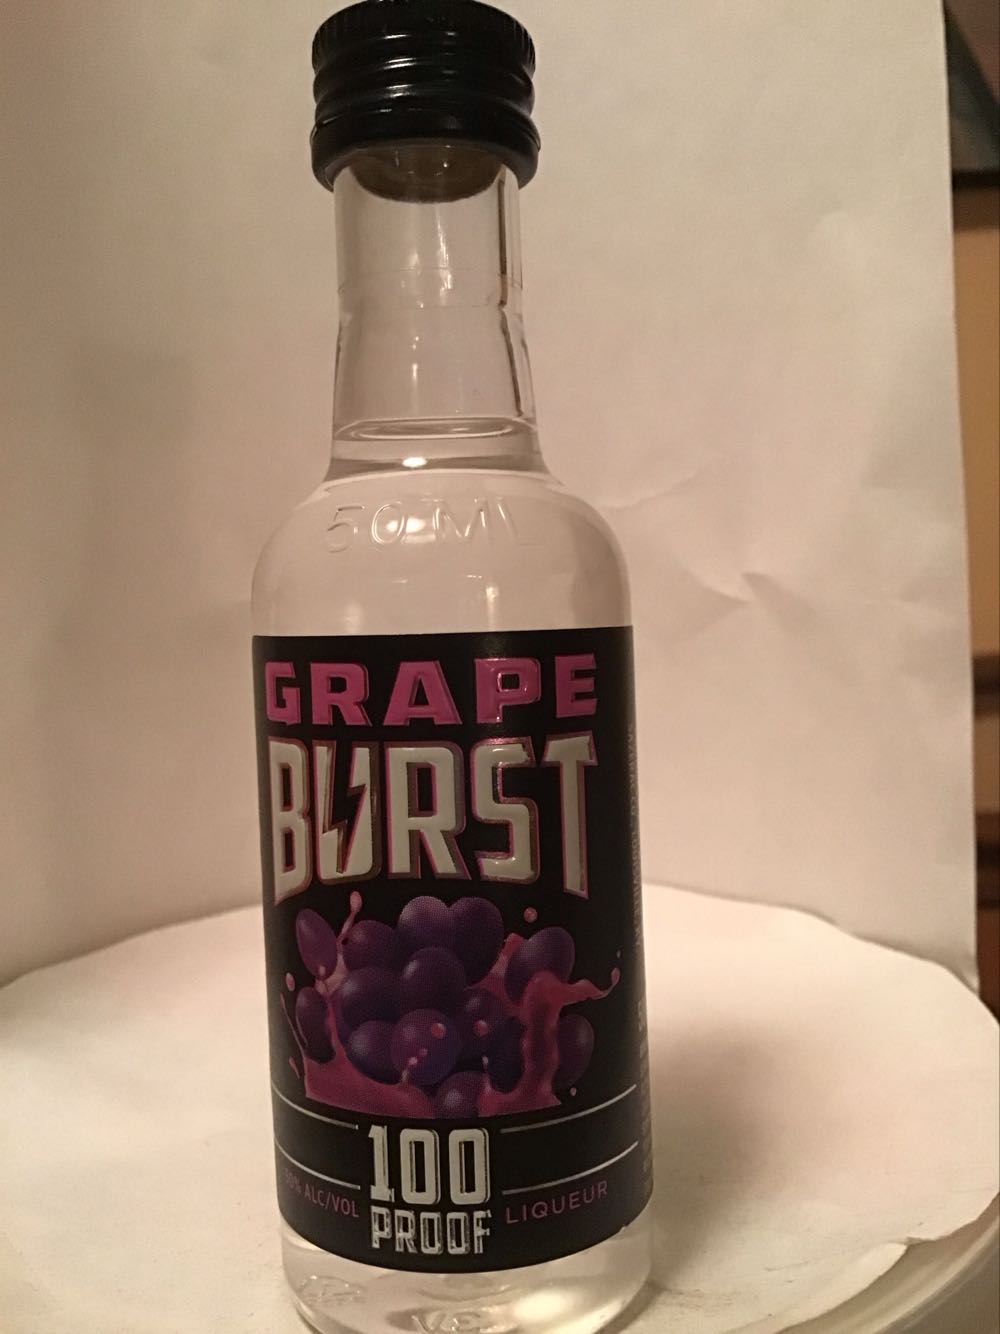 50 ML
GRAPE
BURST
100
PROOF
50% ALC/VOL
LIQUEUR